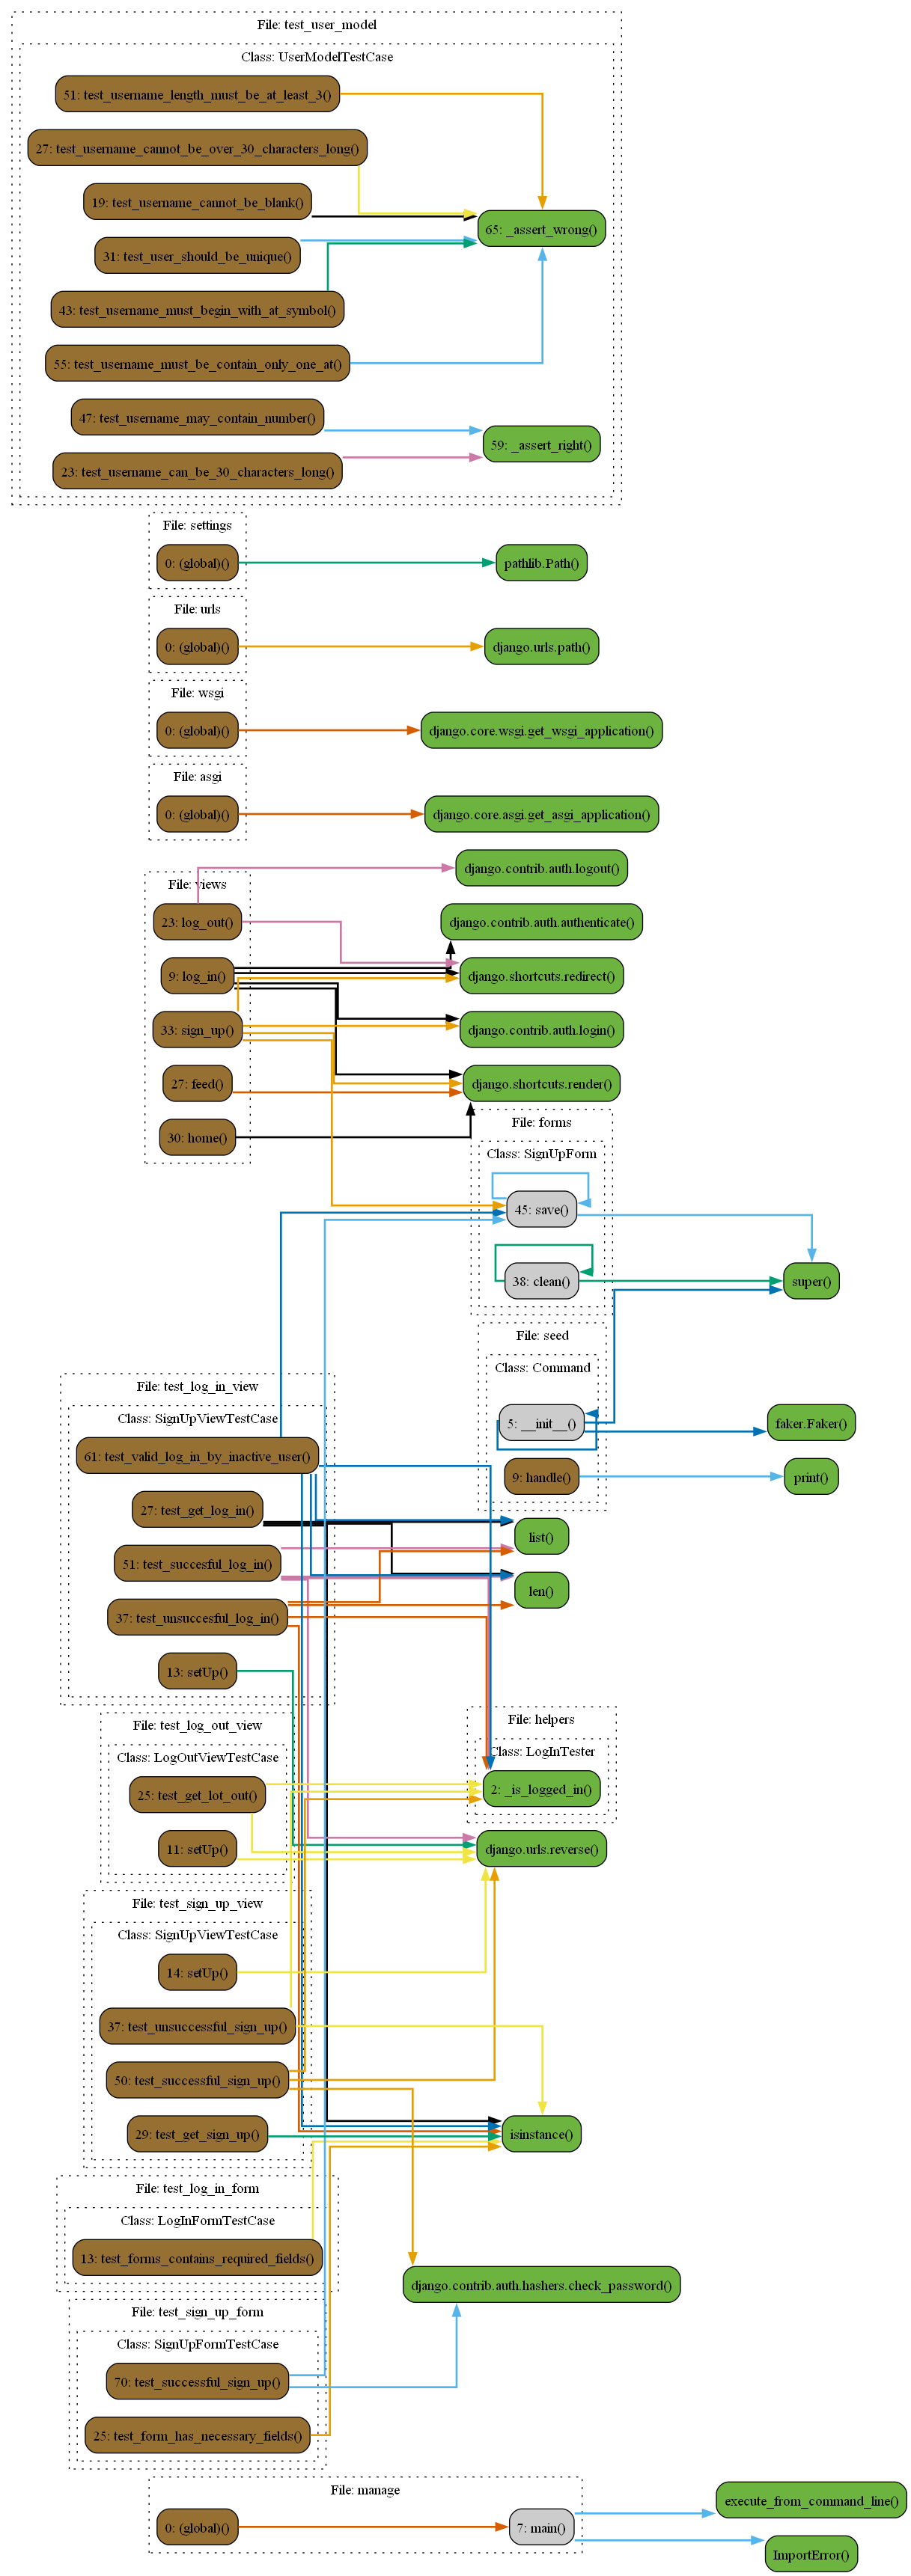 File: test_user_model
Class: UserModelTestCase
51: test_username_length_must_be_at_least_3()
27: test_username_cannot_be_over_30_characters_long()
19: test_username_cannot_be_blank()
65: _assert_wrong()
31: test_user_should_be_unique()
43: test_username_must_begin_with_at_symbol()
55: test_username_must_be_contain_only_one_at()
47: test_username_may_contain_number()
59: _assert_right()
23: test_username_can_be_30_characters_long()
File: settings
0: (global)()
pathlib.Path()
File: urls
0: (global)()
django.urls.path()
File: wsgi
0: (global)()
django.core.wsgi.get_wsgi_application()
File: asgi
0: (global)()
django.core.asgi.get_asgi_application()
django.contrib.auth.logout()
File: views
23: log_out()
django.contrib.auth.authenticate()
9: log_in()
django.shortcuts.redirect()
33: sign_up()
django.contrib.auth.login()
27: feed()
django.shortcuts.render()
30: home()
File: forms
Class: SignUpForm
45: save()
38: clean()
super()
File: seed
Class: Command
5: __init__()
faker.Faker()
9: handle()
print()
File: test_log_in_view
Class: SignUpViewTestCase
61: test_valid_log_in_by_inactive_user()
27: test_get_log_in()
list()
51: test_succesful_log_in()
len()
37: test_unsuccesful_log_in()
13: setUp()
File: test_log_out_view
Class: LogOutViewTestCase
25: test_get_lot_out()
11: setUp()
File: helpers
Class: LogInTester
2: _is_logged_in()
django.urls.reverse()
File: test_sign_up_view
Class: SignUpViewTestCase
14: setUp()
37: test_unsuccessful_sign_up()
50: test_successful_sign_up()
29: test_get_sign_up()
isinstance()
File: test_log_in_form
Class: LogInFormTestCase
13: test_forms_contains_required_fields()
django.contrib.auth.hashers.check_password()
File: test_sign_up_form
Class: SignUpFormTestCase
70: test_successful_sign_up()
25: test_form_has_necessary_fields()
File: manage
0: (global)()
7: main()
execute_from_command_line()
ImportError()